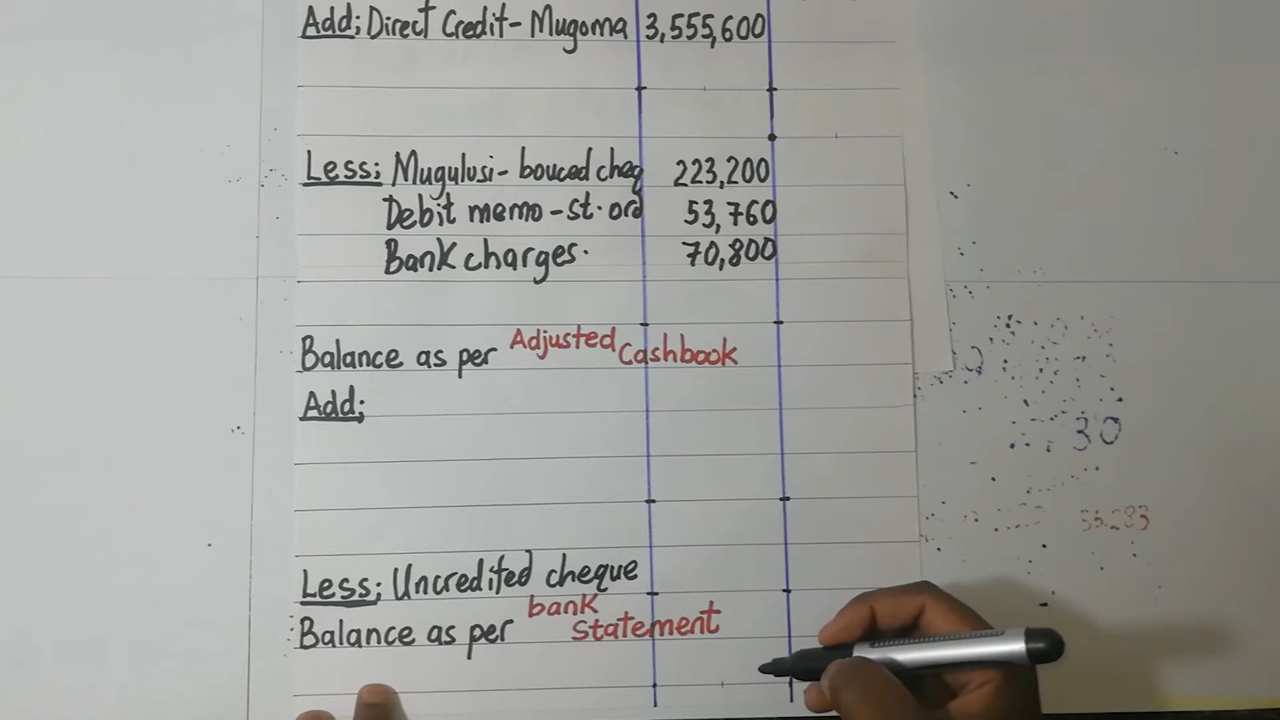 Add; Direct Credit- Mugoma 3,555,600
Less; Mugulusi- bouced cheq 223,200
Debit memo - st. ord 53,760
Bank charges. 70,800
Balance as per Adjusted Cashbook
Add;
30
Less; Uncredited cheque
Balance as per bank statement